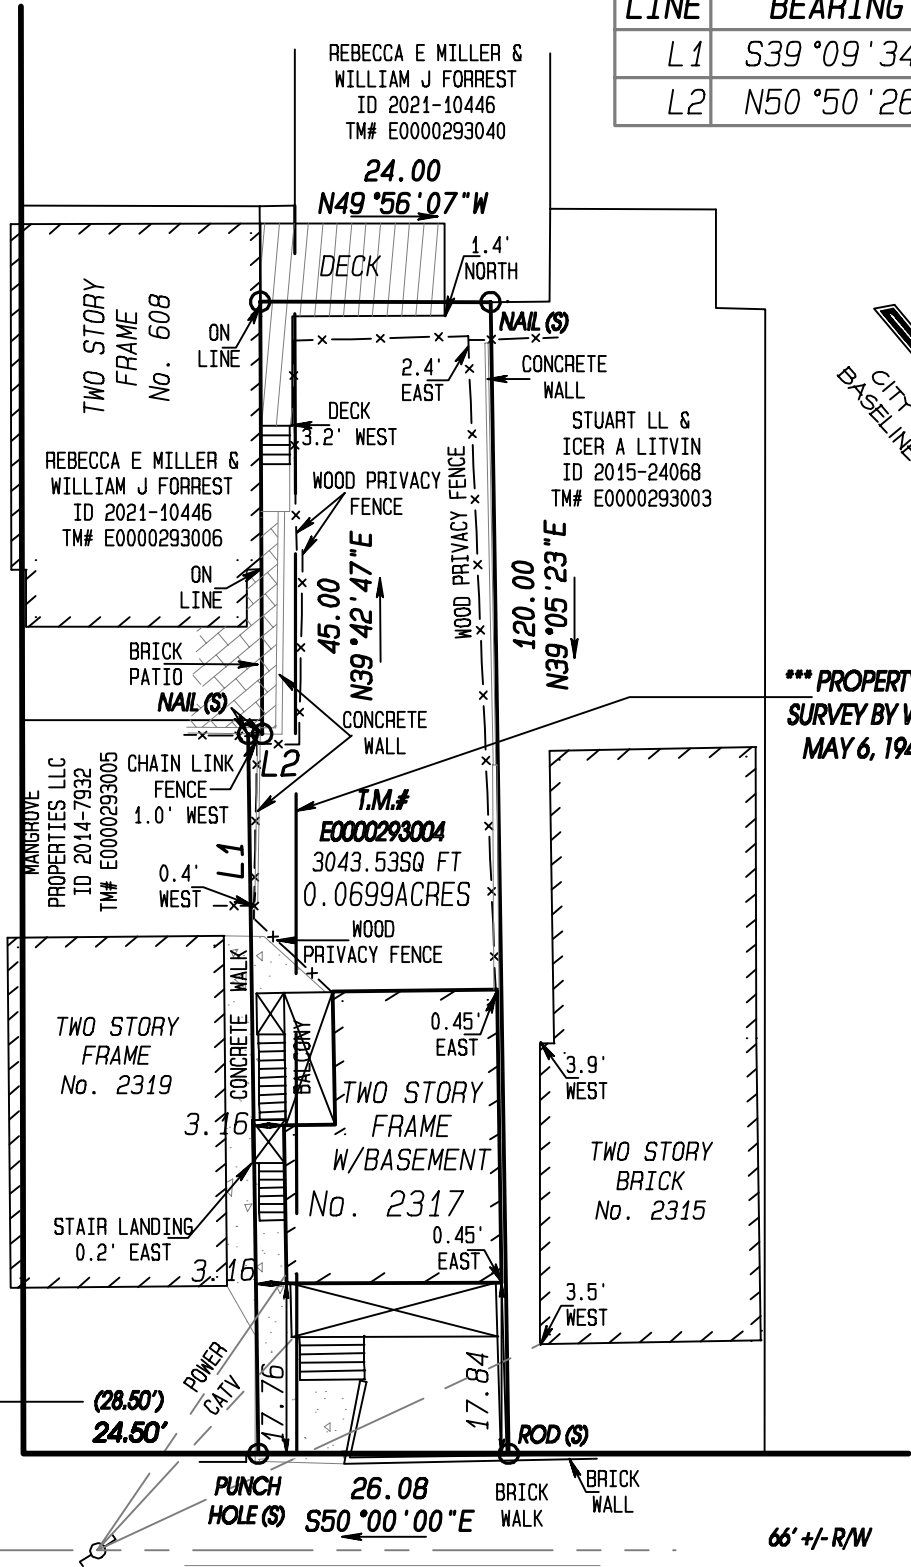 LINE BEARING
L1 S39°09'34
L2 N50°50'26
REBECCA E MILLER &
WILLIAM J FORREST
ID 2021-10446
TM# E0000293040
24.00
N49°56'07"W
DECK
1.4'
NORTH
TWO STORY
FRAME
No. 608
ON
LINE
NAIL (S)
2.4'
EAST
CONCRETE
WALL
CITY
BASELINE
DECK
3.2' WEST
STUART LL &
ICER A LITVIN
ID 2015-24068
TM# E0000293003
REBECCA E MILLER &
WILLIAM J FORREST
ID 2021-10446
TM# E0000293006
WOOD PRIVACY
FENCE
WOOD PRIVACY FENCE
45.00
N39°42'47"E
120.00
N39°05'23"E
ON
LINE
BRICK
PATIO
NAIL (S)
*** PROPERTY
SURVEY BY W
MAY 6, 194
CONCRETE
WALL
L2
CHAIN LINK
FENCE
1.0' WEST
MANGROVE
PROPERTIES LLC
ID 2014-7932
TM# E0000293005
T.M.#
E0000293004
3043.53SQ FT
0.0699ACRES
L1
0.4'
WEST
WOOD
PRIVACY FENCE
CONCRETE WALK
TWO STORY
FRAME
No. 2319
BALCONY
0.45'
EAST
3.9'
WEST
3.16
TWO STORY
FRAME
W/BASEMENT
No. 2317
TWO STORY
BRICK
No. 2315
STAIR LANDING
0.2' EAST
0.45'
EAST
3.16
3.5'
WEST
POWER
CATV
17.76
17.84
(28.50')
24.50'
ROD (S)
PUNCH
HOLE (S)
26.08
S50°00'00"E
BRICK
WALK
BRICK
WALL
66' +/- R/W